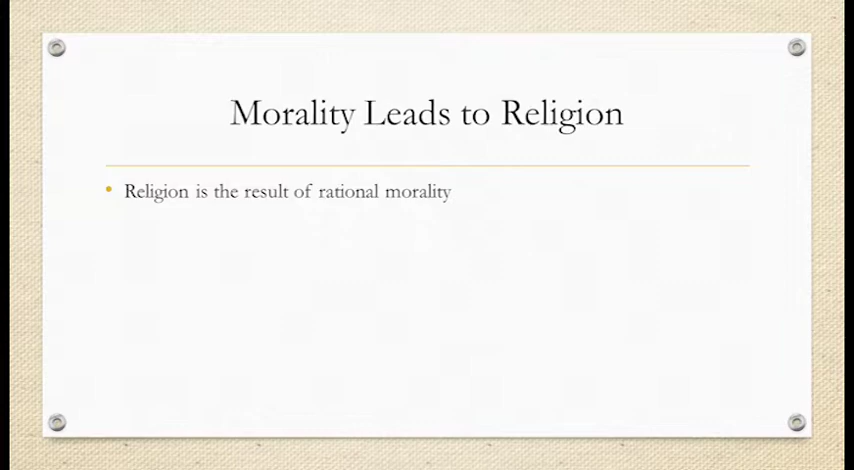 Morality Leads to Religion
• Religion is the result of rational morality